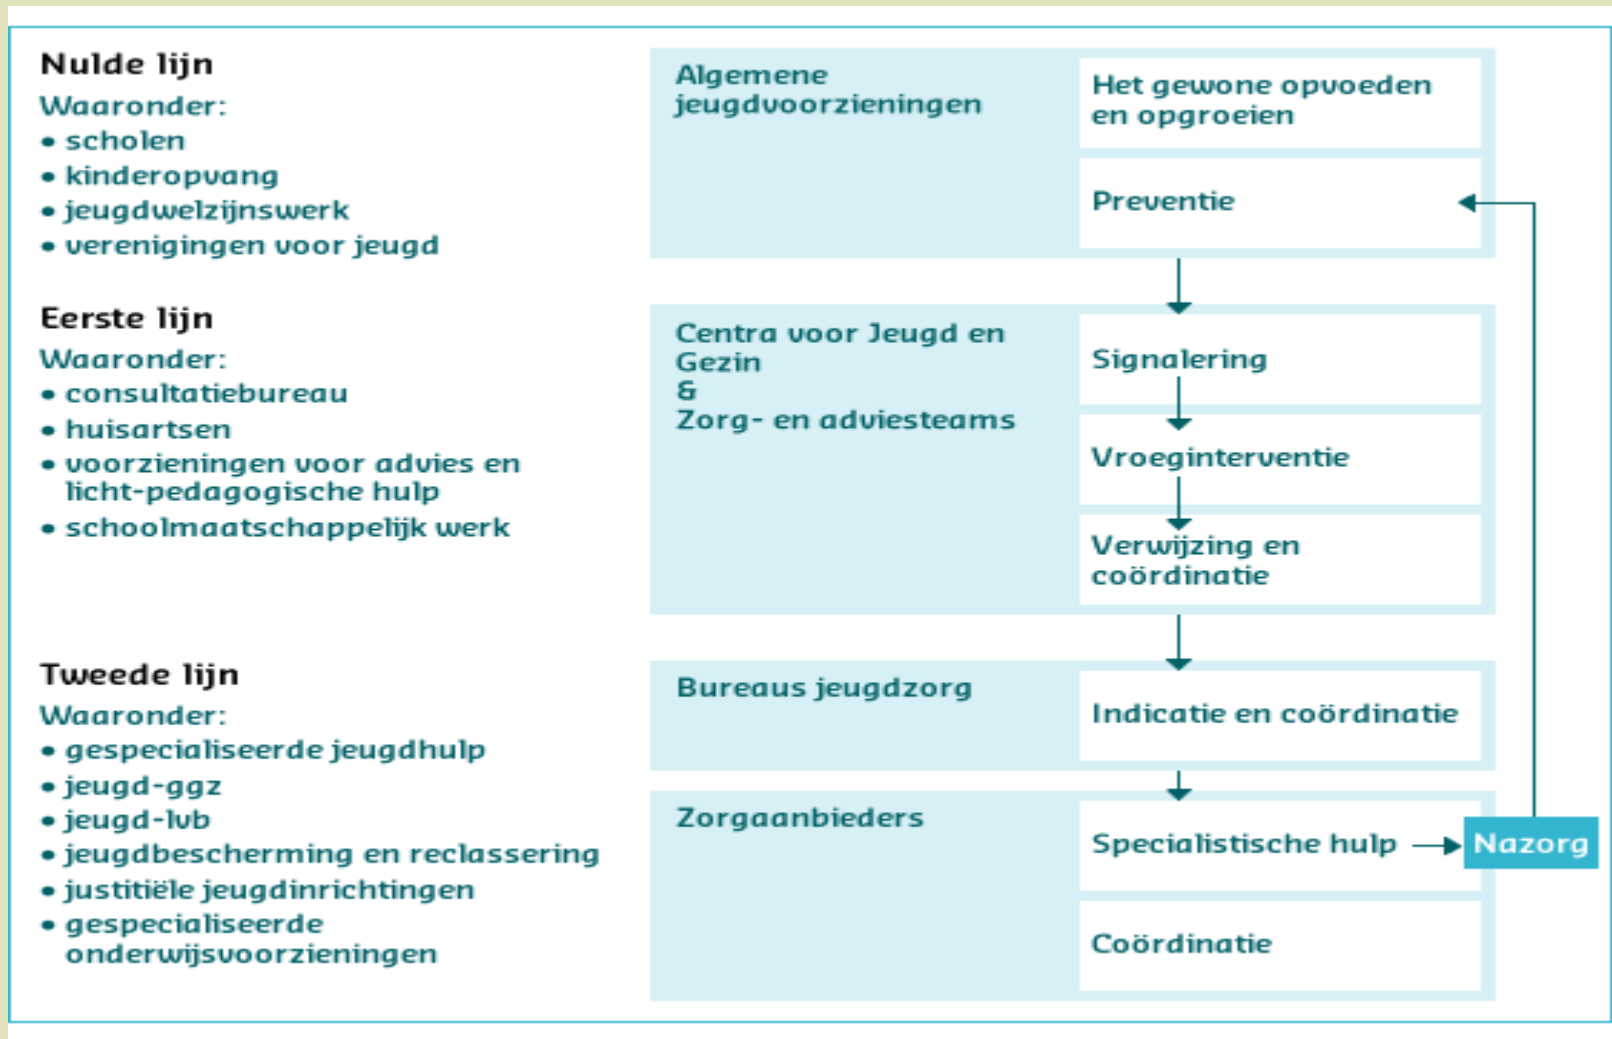 Nulde lijn
Waaronder:
• scholen
• kinderopvang
• jeugdwelzijnswerk
• verenigingen voor jeugd
Algemene
jeugdvoorzieningen
Het gewone opvoeden
en opgroeien
Preventie
Eerste lijn
Waaronder:
• consultatiebureau
• huisartsen
• voorzieningen voor advies en
licht-pedagogische hulp
• schoolmaatschappelijk werk
Centra voor Jeugd en
Gezin
&
Zorg- en adviesteams
Signalering
Vroeginterventie
Verwijzing en
coördinatie
Tweede lijn
Waaronder:
• gespecialiseerde jeugdhulp
• jeugd-ggz
• jeugd-lvb
• jeugdbescherming en reclassering
• justitiële jeugdinrichtingen
• gespecialiseerde
onderwijsvoorzieningen
Bureaus jeugdzorg
Indicatie en coördinatie
Zorgaanbieders
Specialistische hulp
Nazorg
Coördinatie